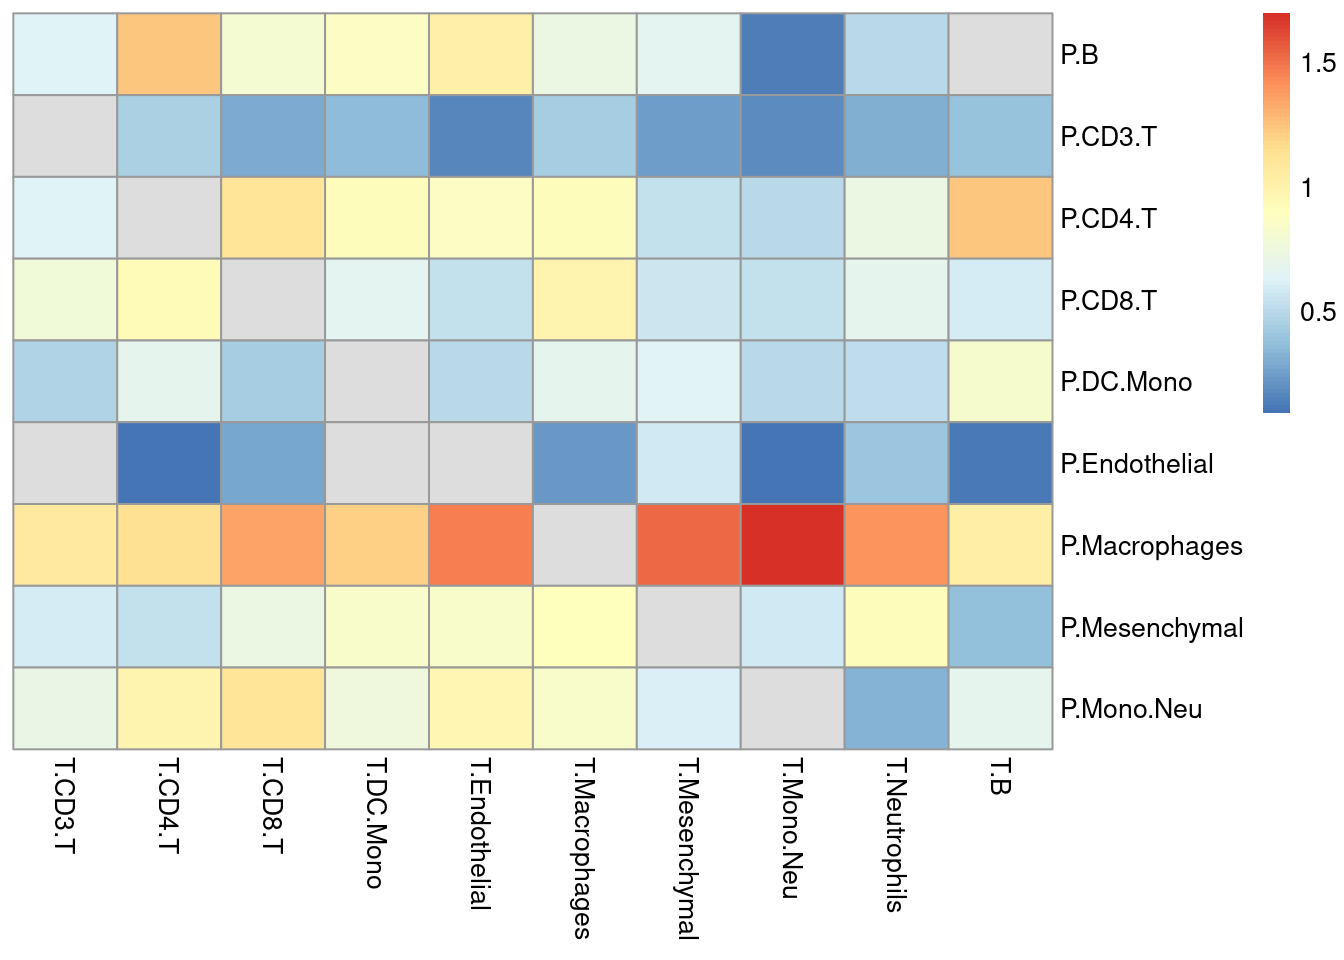 P.B
P.CD3.T
P.CD4.T
P.CD8.T
P.DC.Mono
P.Endothelial
P.Macrophages
P.Mesenchymal
P.Mono.Neu
1.5
1
0.5
T.CD3.T
T.CD4.T
T.CD8.T
T.DC.Mono
T.Endothelial
T.Macrophages
T.Mesenchymal
T.Mono.Neu
T.Neutrophils
T.B